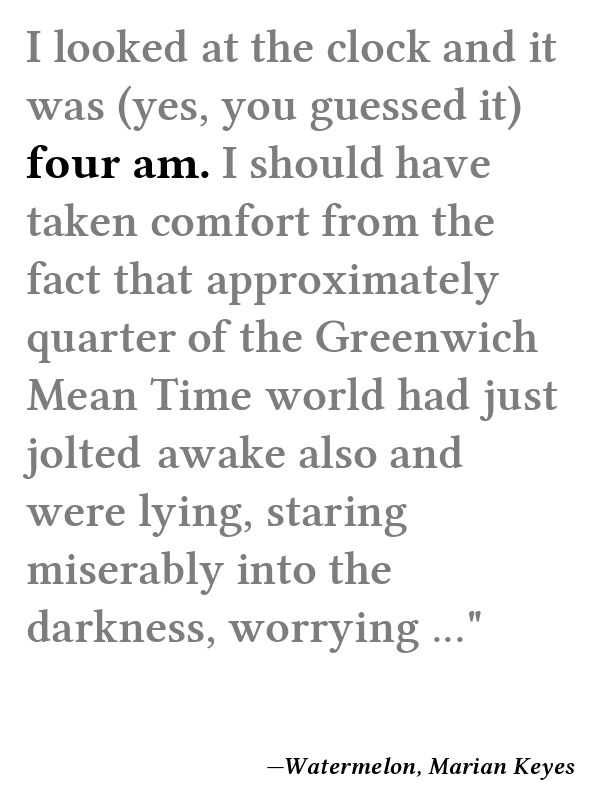 I looked at the clock and it
was (yes, you guessed it)
four am. I should have
taken comfort from the
fact that approximately
quarter of the Greenwich
Mean Time world had just
jolted awake also and
were lying, staring
miserably into the
darkness, worrying ..."
—Watermelon, Marian Keyes